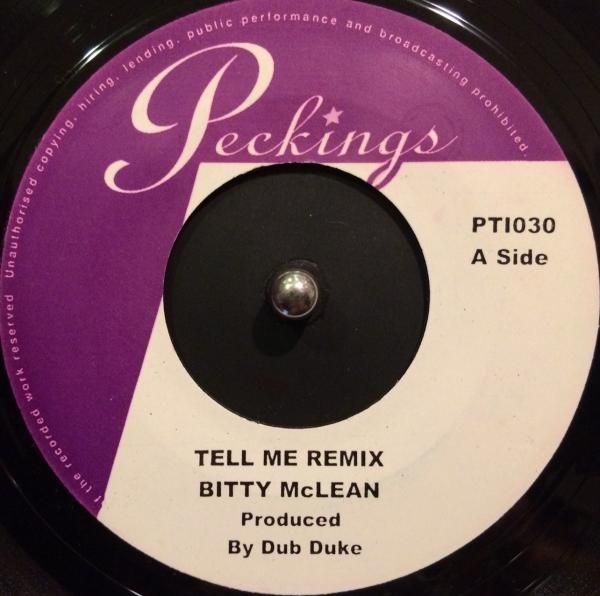 of the recorded work reserved Unauthorised copying, hiring, lending, public performance and broadcasting prohibited.
Peckings
PTI030
A Side
TELL ME REMIX
BITTY McLEAN
Produced
By Dub Duke